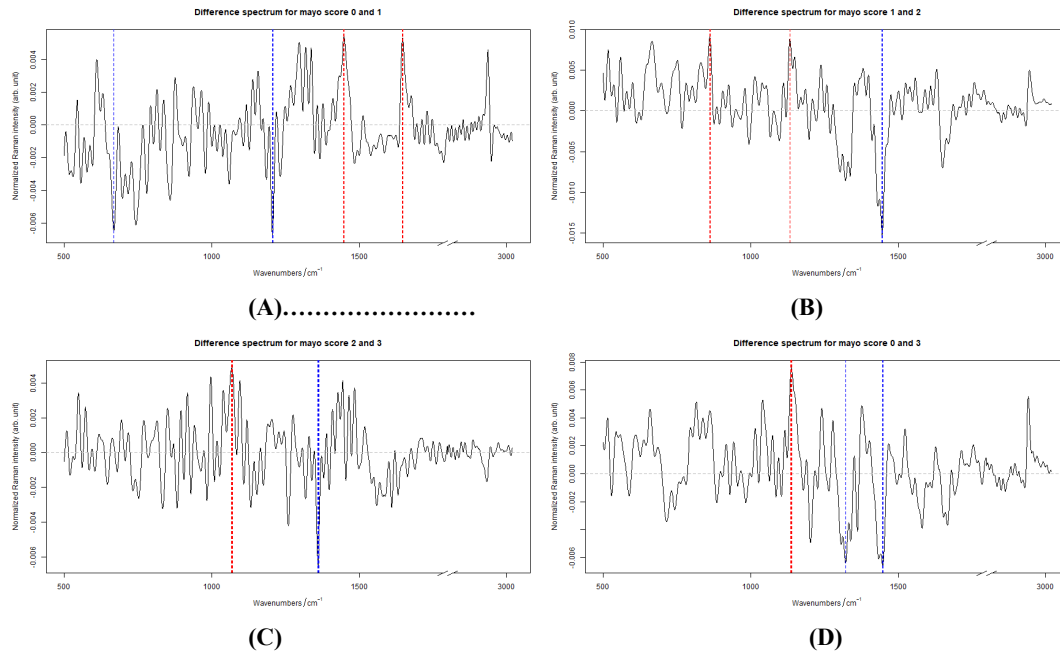 Difference spectrum for mayo score 0 and 1
Normalized Raman intensity (arb. unit)
0.004
0.002
0.000
-0.002
-0.004
-0.006
500
1000
1500
3000
Wavenumbers / cm⁻¹
(A)........................
Difference spectrum for mayo score 1 and 2
Normalized Raman intensity (arb. unit)
0.010
0.005
0.000
-0.005
-0.010
-0.015
500
1000
1500
3000
Wavenumbers / cm⁻¹
(B)
Difference spectrum for mayo score 2 and 3
Normalized Raman intensity (arb. unit)
0.004
0.002
0.000
-0.002
-0.004
-0.006
500
1000
1500
3000
Wavenumbers / cm⁻¹
(C)
Difference spectrum for mayo score 0 and 3
Normalized Raman intensity (arb. unit)
0.008
0.006
0.004
0.002
0.000
-0.002
-0.006
500
1000
1500
3000
Wavenumbers / cm⁻¹
(D)